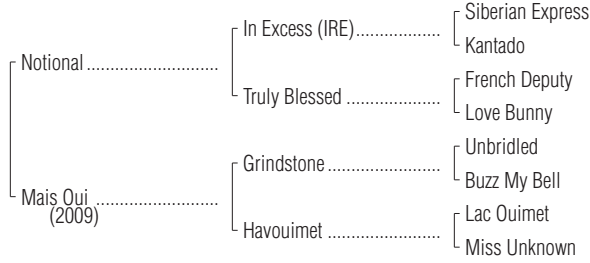 Siberian Express
In Excess (IRE)...................
Kantado
Notional ..............................
French Deputy
Truly Blessed .....................
Love Bunny
Unbridled
Grindstone .........................
Buzz My Bell
Mais Oui ............................
(2009)
Lac Ouimet
Havouimet .........................
Miss Unknown